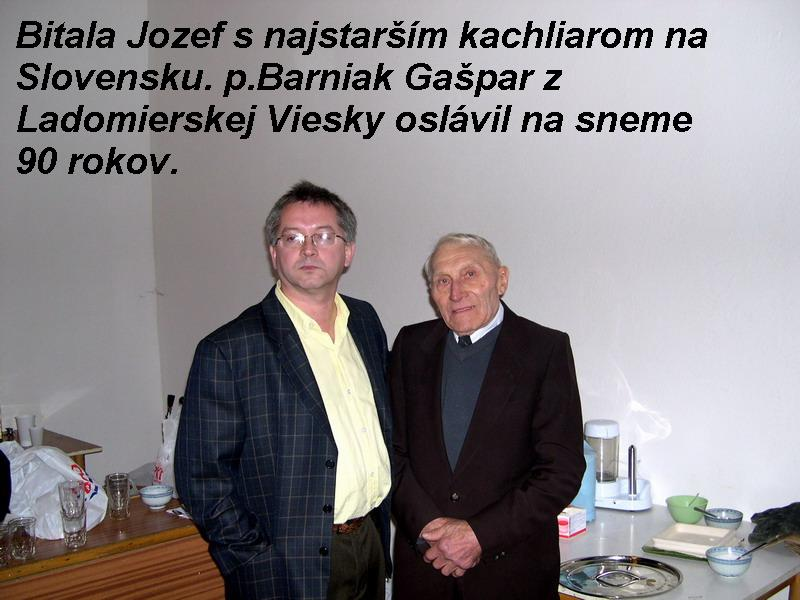 Bitala Jozef s najstarším kachliarom na
Slovensku. p.Barniak Gašpar z
Ladomierskej Viesky oslávil na sneme
90 rokov.